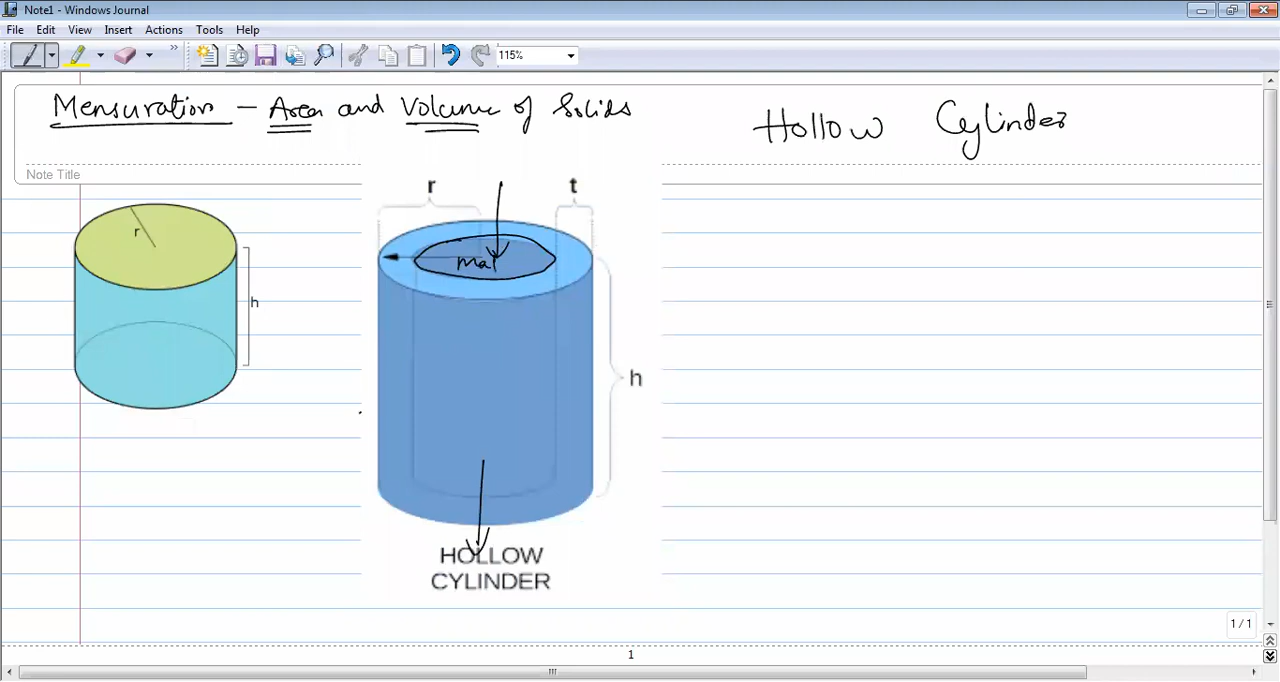 Note1 - Windows Journal
File Edit View Insert Actions Tools Help
115%
Mensuration - Area and Volume of Solids
Hollow Cylinder
Note Title
r
t
r
mat
h
h
HOLLOW
CYLINDER
1 / 1
1